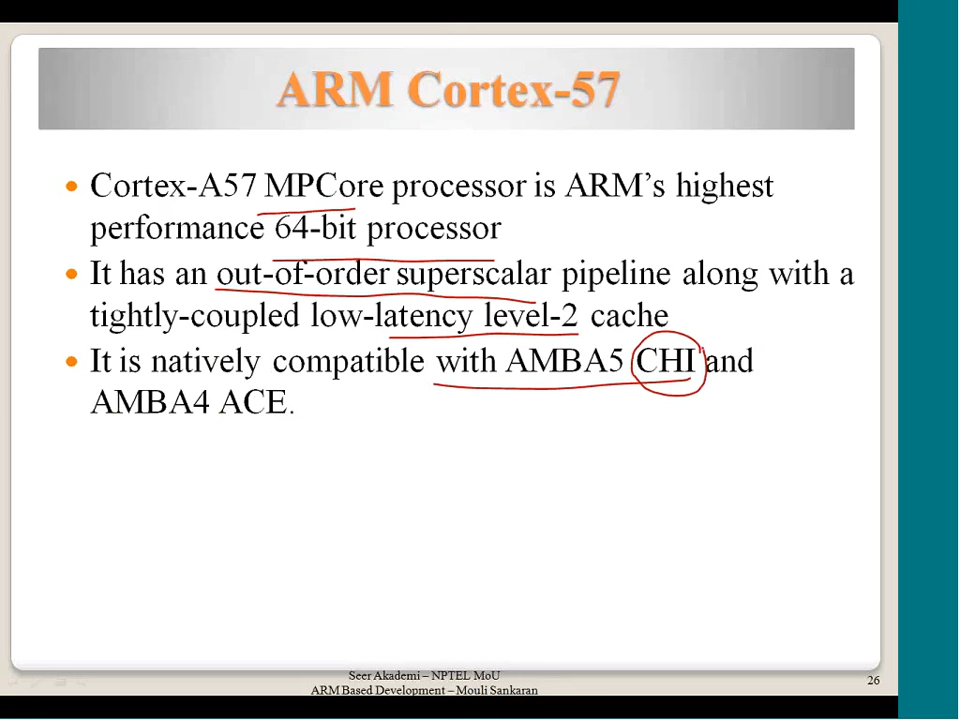 ARM Cortex-57
• Cortex-A57 MPCore processor is ARM's highest
performance 64-bit processor
• It has an out-of-order superscalar pipeline along with a
tightly-coupled low-latency level-2 cache
• It is natively compatible with AMBA5 CHI and
AMBA4 ACE.
Seer Akademi – NPTEL MoU
ARM Based Development – Mouli Sankaran
26